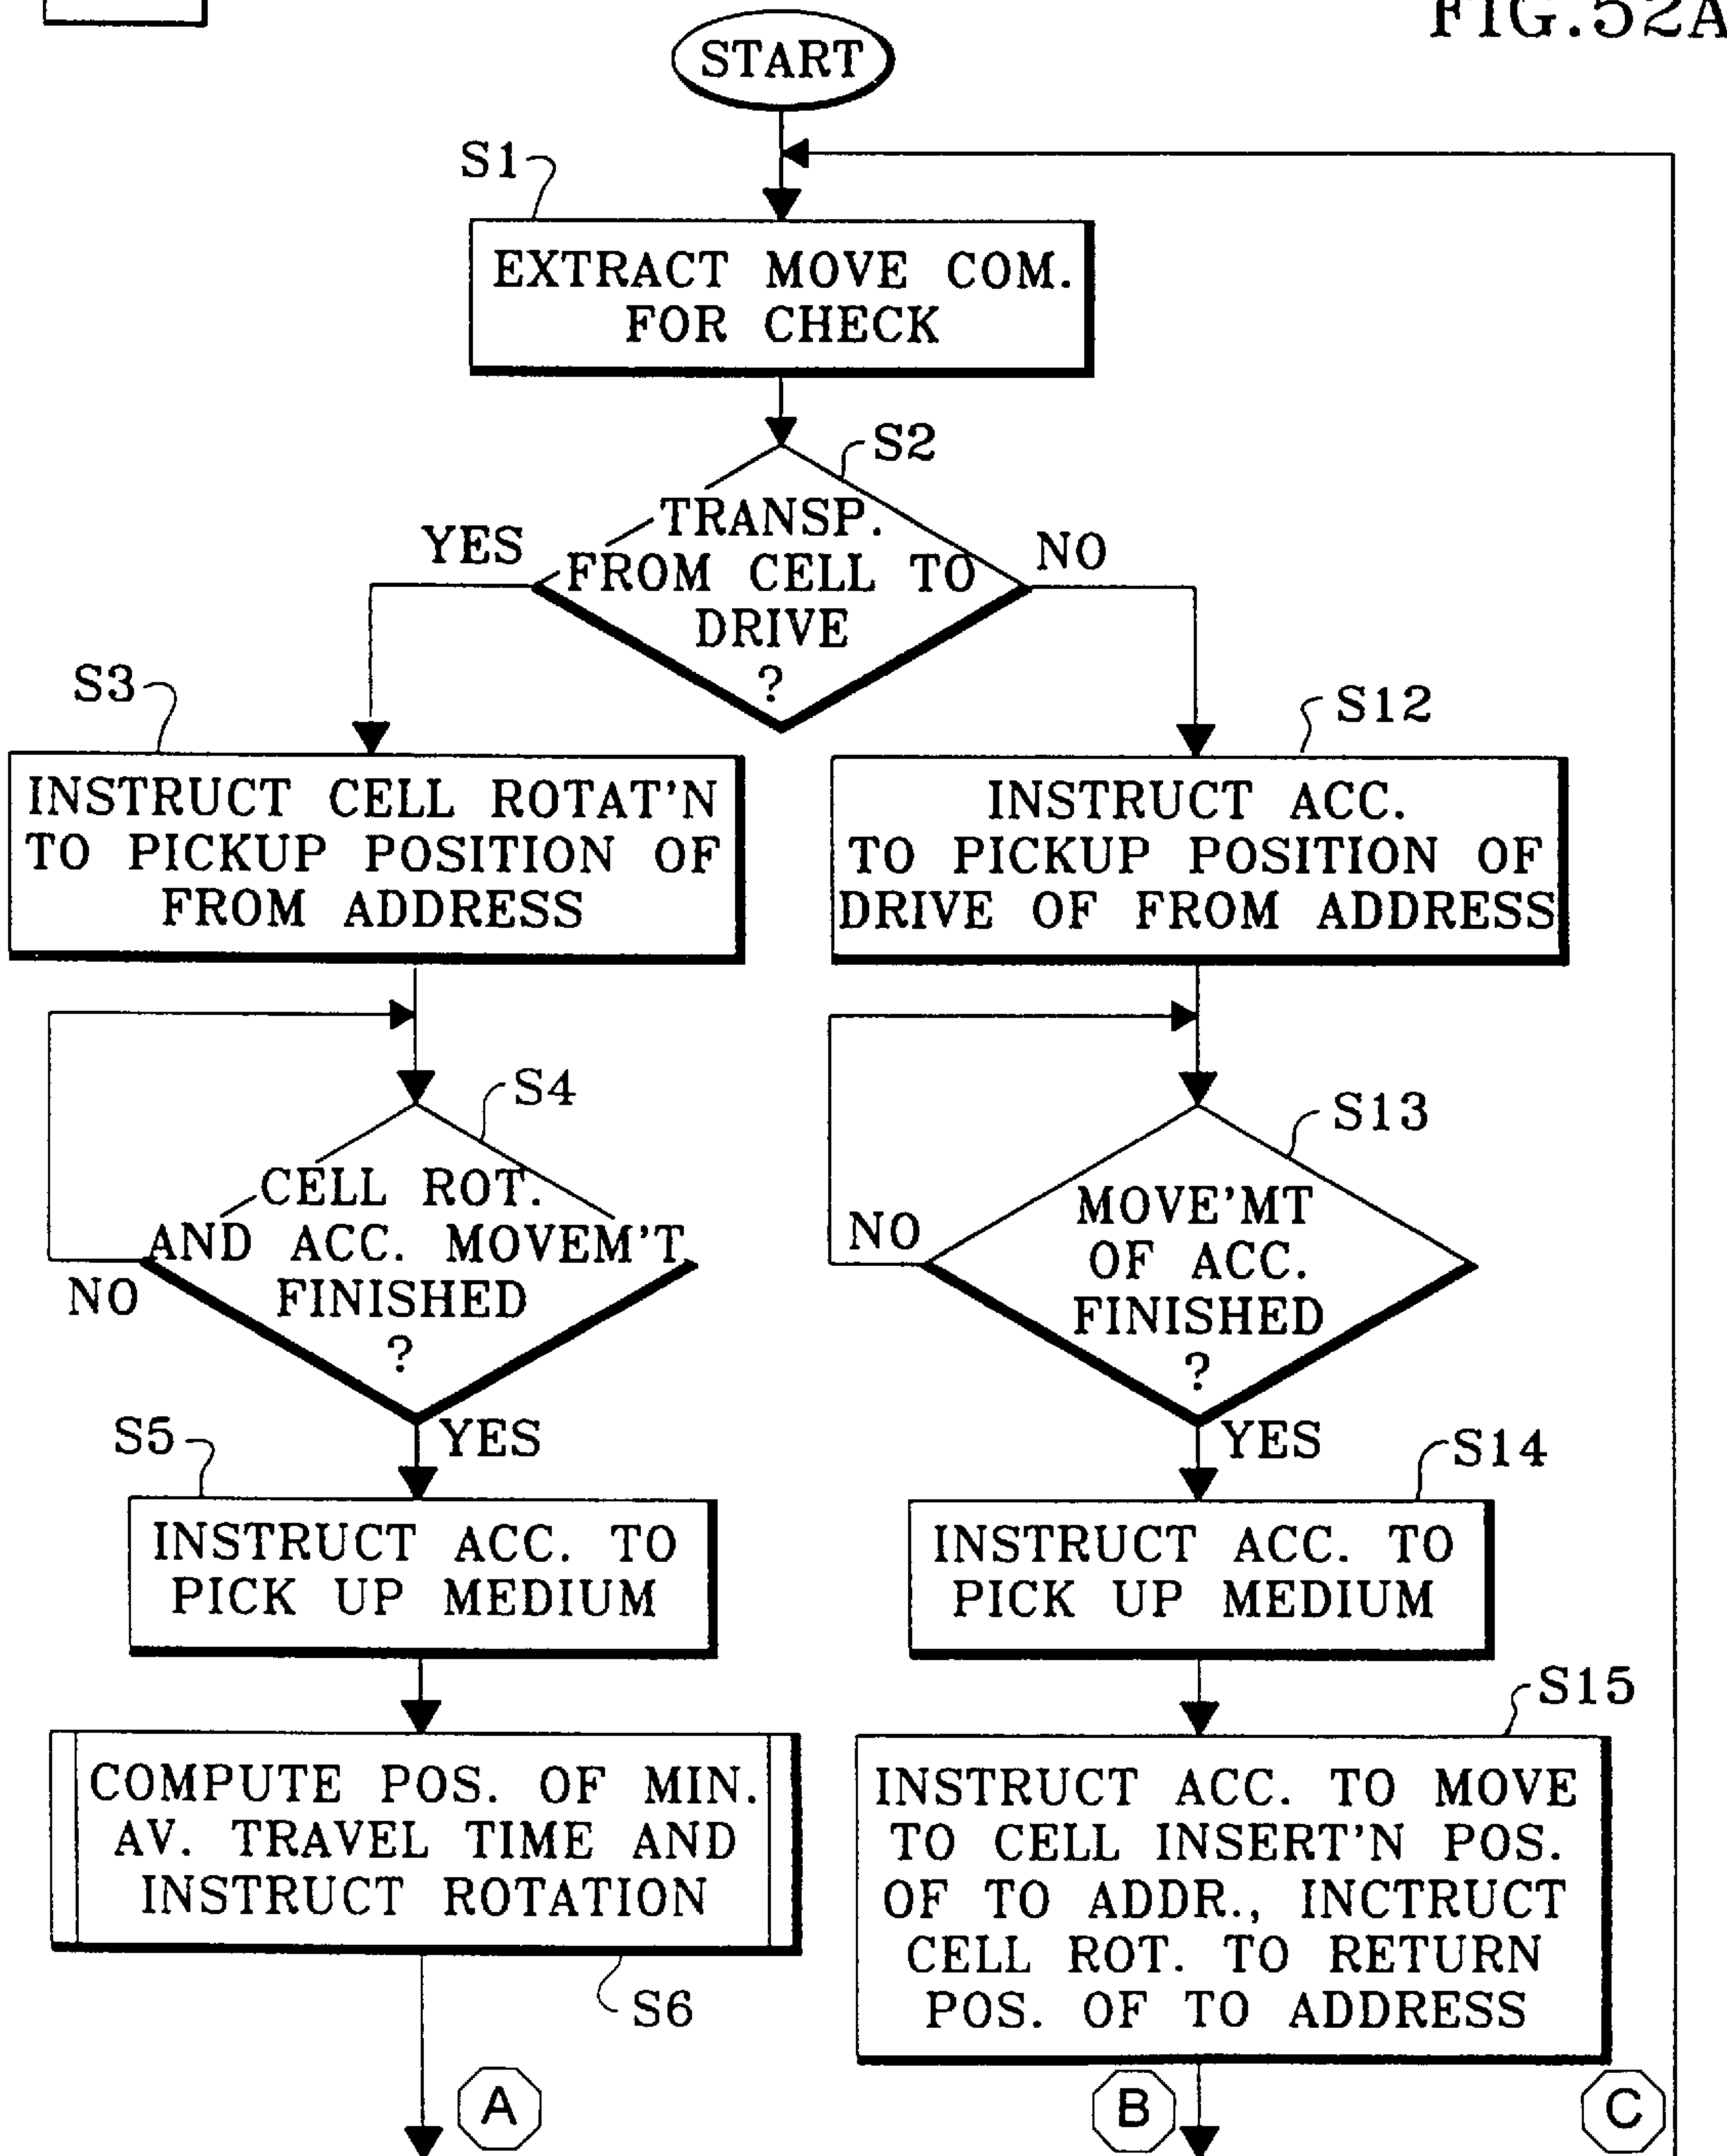 FIG.52A
START
S1
EXTRACT MOVE COM.
FOR CHECK
S2
TRANSP.
FROM CELL TO
DRIVE
?
YES
NO
S3
INSTRUCT CELL ROTAT'N
TO PICKUP POSITION OF
FROM ADDRESS
S12
INSTRUCT ACC.
TO PICKUP POSITION OF
DRIVE OF FROM ADDRESS
S4
CELL ROT.
AND ACC. MOVEM'T
FINISHED
?
NO
YES
S13
MOVE'MT
OF ACC.
FINISHED
?
NO
YES
S5
INSTRUCT ACC. TO
PICK UP MEDIUM
S14
INSTRUCT ACC. TO
PICK UP MEDIUM
COMPUTE POS. OF MIN.
AV. TRAVEL TIME AND
INSTRUCT ROTATION
S6
S15
INSTRUCT ACC. TO MOVE
TO CELL INSERT'N POS.
OF TO ADDR., INCTRUCT
CELL ROT. TO RETURN
POS. OF TO ADDRESS
A
B
C